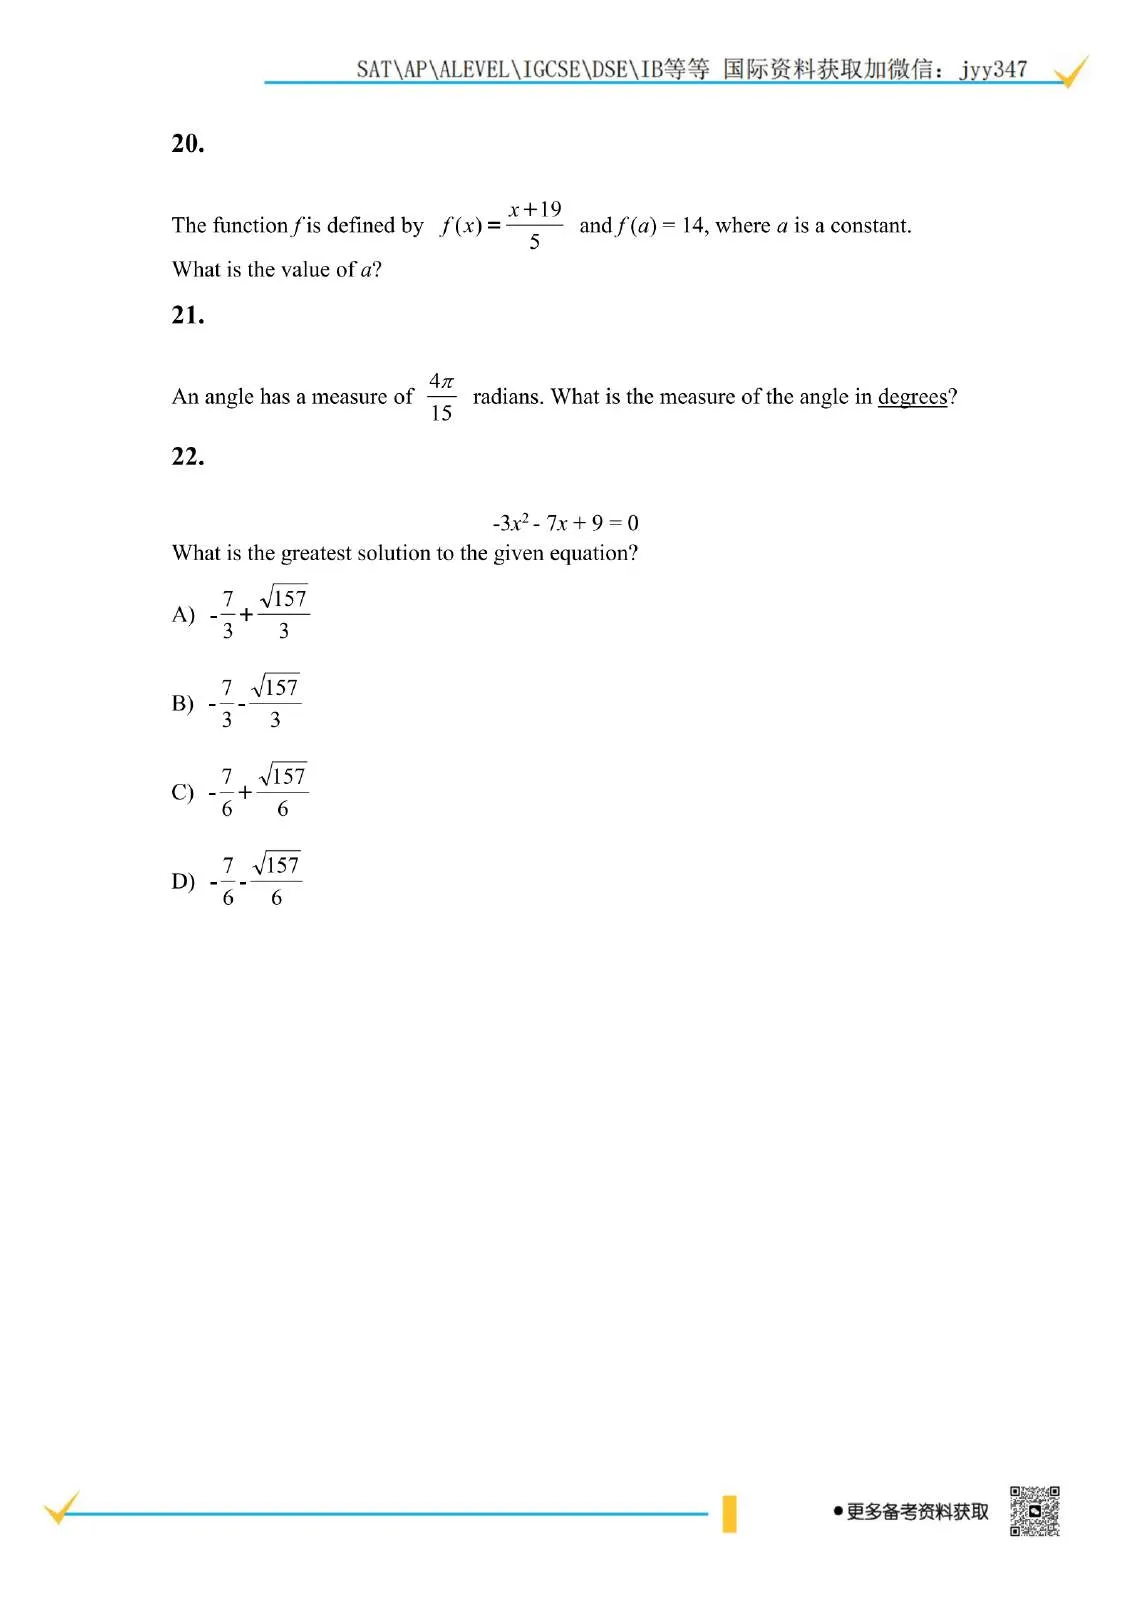 SAT\AP\ALEVEL\IGCSE\DSE\IB等等 国际资料获取加微信：jyy347
20.
The function f is defined by f(x) = (x+19)/5 and f(a) = 14, where a is a constant.
What is the value of a?
21.
An angle has a measure of 4π/15 radians. What is the measure of the angle in degrees?
22.
-3x² - 7x + 9 = 0
What is the greatest solution to the given equation?
A) -7/3 + √157/3
B) -7/3 - √157/3
C) -7/6 + √157/6
D) -7/6 - √157/6
●更多备考资料获取